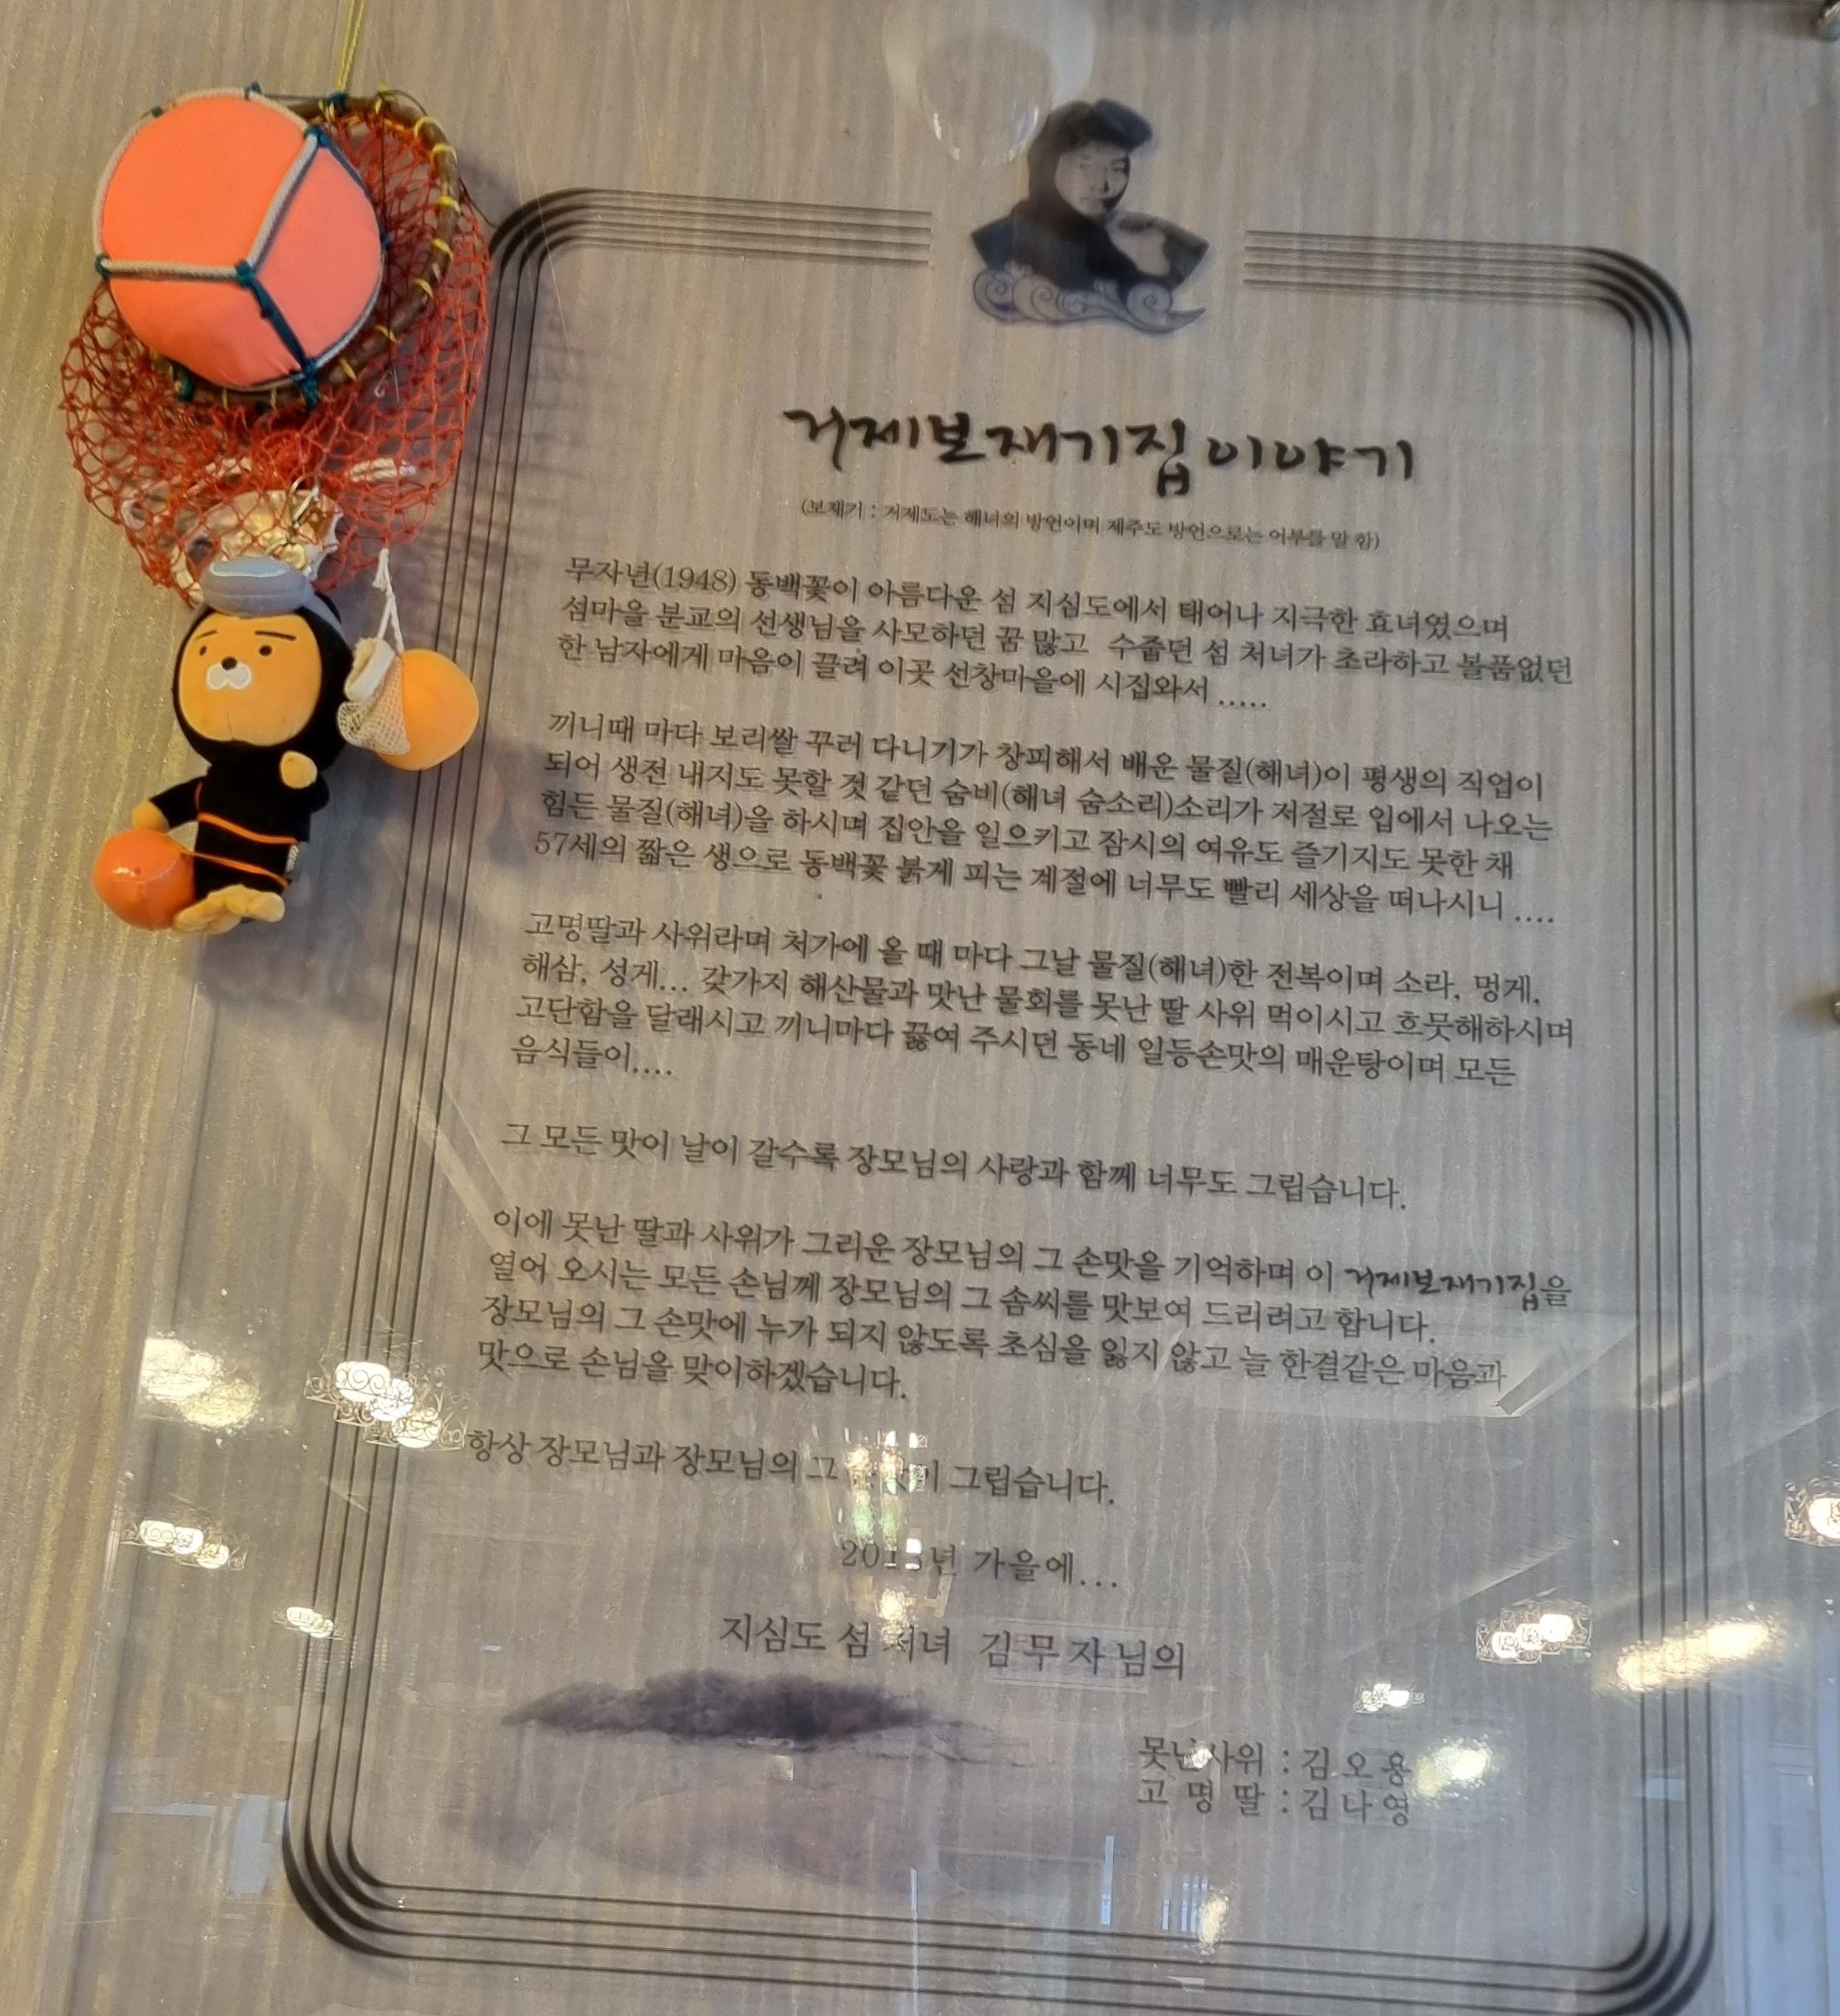 거제보재기집 이야기
(보재기 : 거제도는 해녀의 방언이며 제주도 방언으로는 어부를 말 함)
무자년(1948) 동백꽃이 아름다운 섬 지심도에서 태어나 지극한 효녀였으며
섬마을 분교의 선생님을 사모하던 꿈 많고 수줍던 섬 처녀가 초라하고 볼품없던
한 남자에게 마음이 끌려 이곳 선창마을에 시집와서 .....
끼니때 마다 보리쌀 꾸러 다니기가 창피해서 배운 물질(해녀)이 평생의 직업이
되어 생전 내지도 못할 것 같던 숨비(해녀 숨소리)소리가 저절로 입에서 나오는
힘든 물질(해녀)을 하시며 집안을 일으키고 잠시의 여유도 즐기지도 못한 채
57세의 짧은 생으로 동백꽃 붉게 피는 계절에 너무도 빨리 세상을 떠나시니 ....
고명딸과 사위라며 처가에 올 때 마다 그날 물질(해녀)한 전복이며 소라, 멍게,
해삼, 성게... 갖가지 해산물과 맛난 물회를 못난 딸 사위 먹이시고 흐뭇해하시며
고단함을 달래시고 끼니마다 끓여 주시던 동네 일등손맛의 매운탕이며 모든
음식들이....
그 모든 맛이 날이 갈수록 장모님의 사랑과 함께 너무도 그립습니다.
이에 못난 딸과 사위가 그리운 장모님의 그 손맛을 기억하며 이 거제보재기집을
열어 오시는 모든 손님께 장모님의 그 솜씨를 맛보여 드리려고 합니다.
장모님의 그 손맛에 누가 되지 않도록 초심을 잃지 않고 늘 한결같은 마음과
맛으로 손님을 맞이하겠습니다.
항상 장모님과 장모님의 그 그립습니다.
가을에...
지심도 섬 처녀 김 무 자 님의
못난사위 : 김 오 용
고 명 딸 : 김 나 영